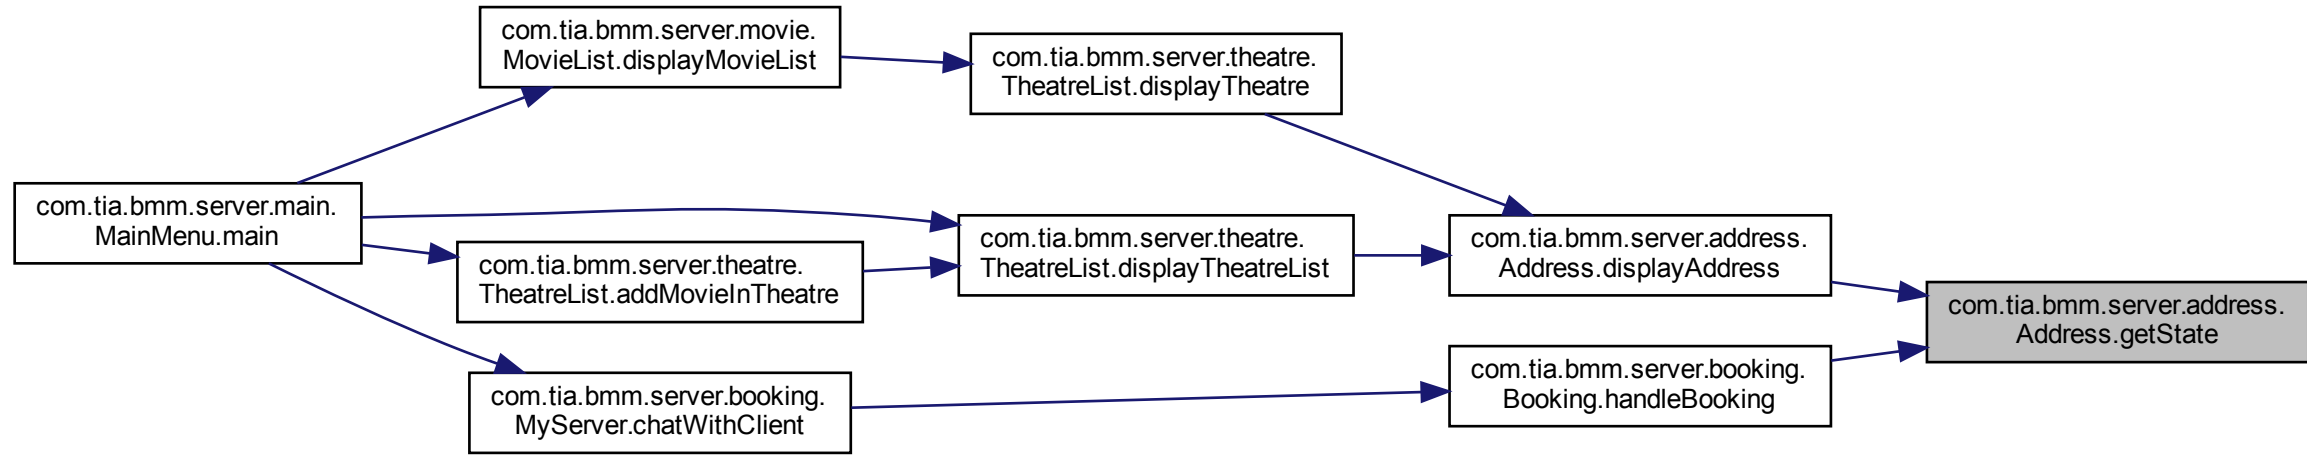 com.tia.bmm.server.movie.
MovieList.displayMovieList
com.tia.bmm.server.theatre.
TheatreList.displayTheatre
com.tia.bmm.server.main.
MainMenu.main
com.tia.bmm.server.theatre.
TheatreList.addMovieInTheatre
com.tia.bmm.server.theatre.
TheatreList.displayTheatreList
com.tia.bmm.server.address.
Address.displayAddress
com.tia.bmm.server.address.
Address.getState
com.tia.bmm.server.booking.
MyServer.chatWithClient
com.tia.bmm.server.booking.
Booking.handleBooking